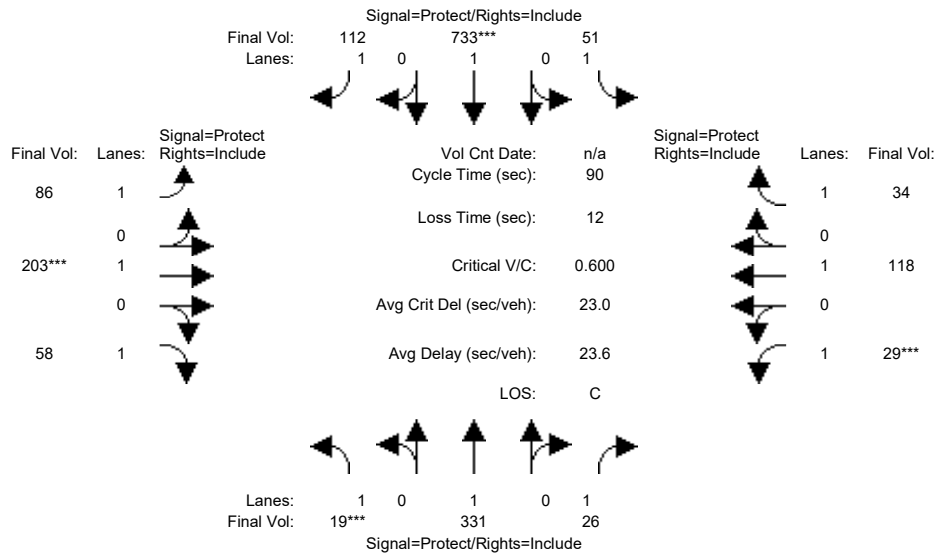 Signal=Protect/Rights=Include
Final Vol: 112 733*** 51
Lanes: 1 0 1 0 1
Signal=Protect
Final Vol: Lanes: Rights=Include
Vol Cnt Date: n/a
Signal=Protect
Rights=Include Lanes: Final Vol:
Cycle Time (sec): 90
86 1
1 34
Loss Time (sec): 12
0
0
203*** 1
Critical V/C: 0.600
1 118
0
Avg Crit Del (sec/veh): 23.0
0
58 1
Avg Delay (sec/veh): 23.6
1 29***
LOS: C
Lanes: 1 0 1 0 1
Final Vol: 19*** 331 26
Signal=Protect/Rights=Include